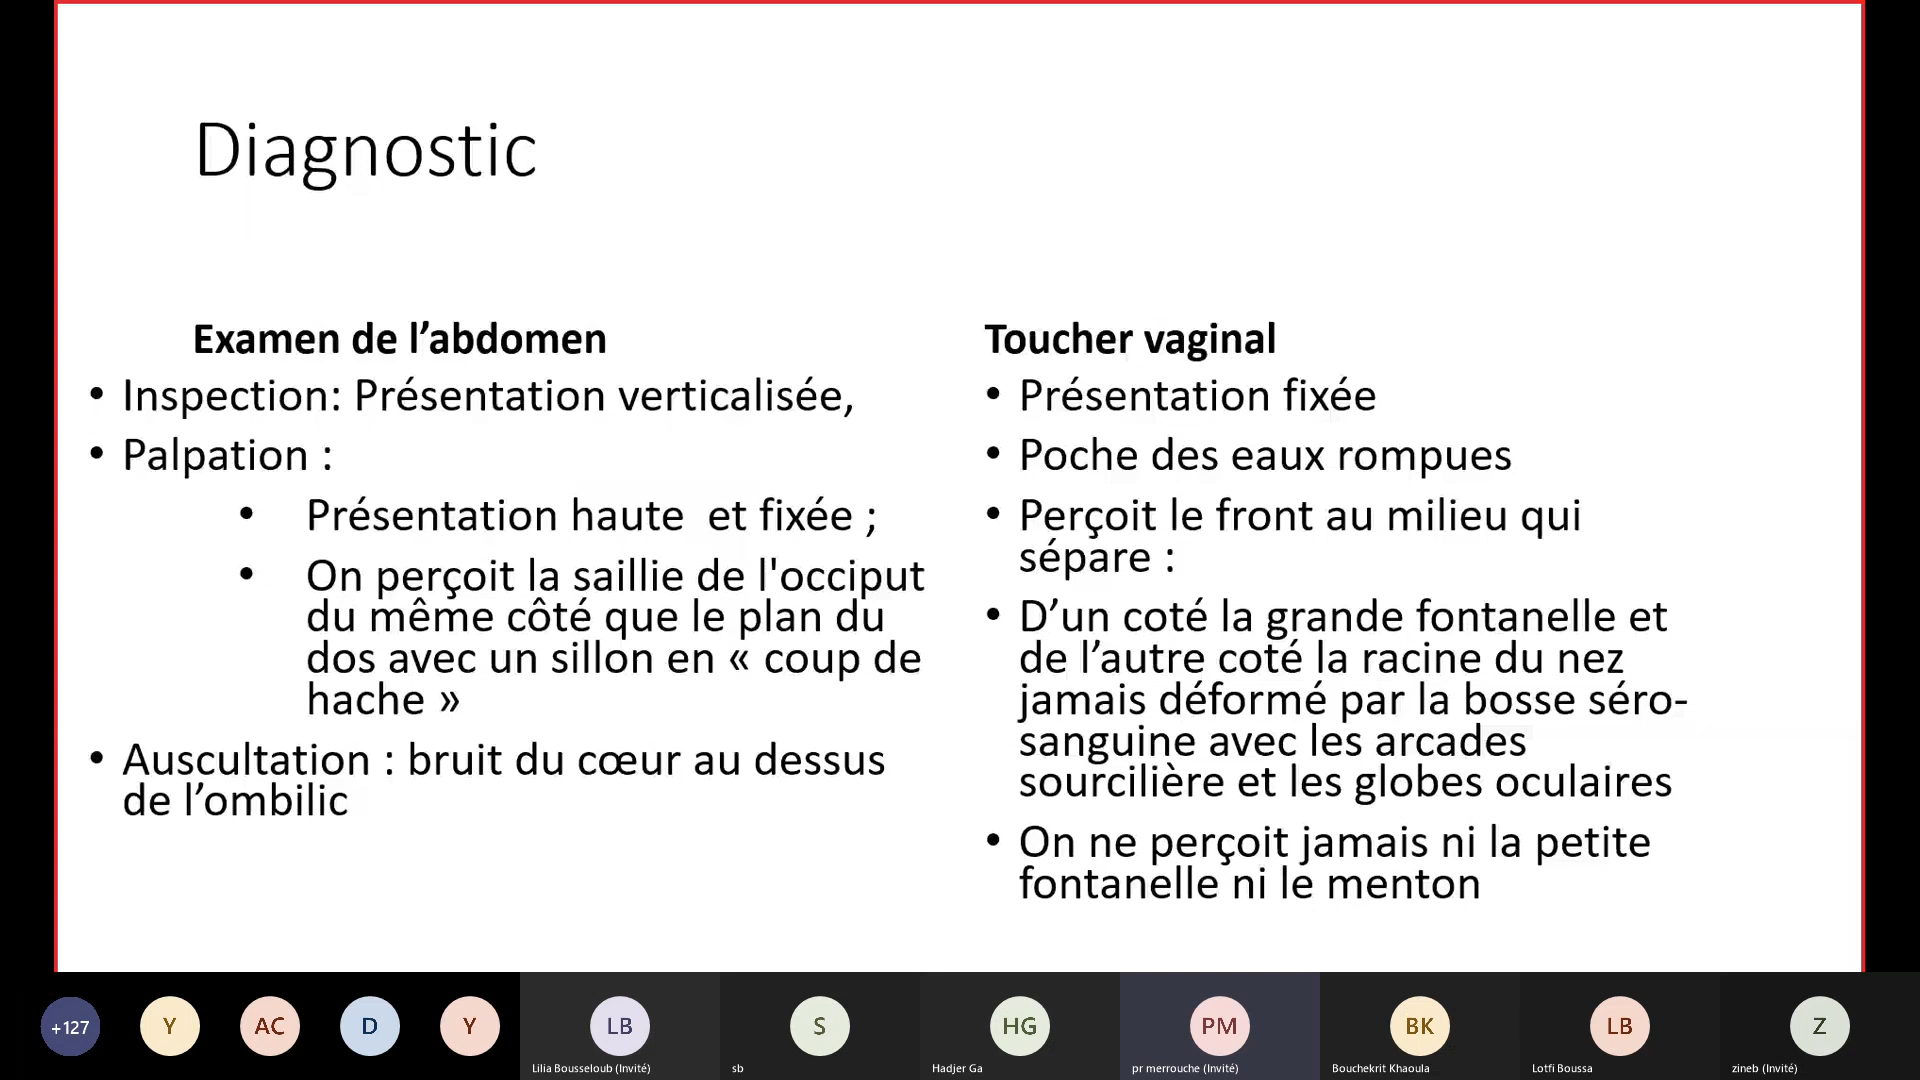 Diagnostic
Examen de l’abdomen
• Inspection: Présentation verticalisée,
• Palpation :
• Présentation haute et fixée ;
• On perçoit la saillie de l'occiput
du même côté que le plan du
dos avec un sillon en « coup de
hache »
• Auscultation : bruit du cœur au dessus
de l’ombilic
Toucher vaginal
• Présentation fixée
• Poche des eaux rompues
• Perçoit le front au milieu qui
sépare :
• D’un coté la grande fontanelle et
de l’autre coté la racine du nez
jamais déformé par la bosse séro-
sanguine avec les arcades
sourcilière et les globes oculaires
• On ne perçoit jamais ni la petite
fontanelle ni le menton
+127
Y
AC
D
Y
LB
S
HG
PM
BK
LB
Z
Lilia Bousseloub (Invité)
sb
Hadjer Ga
pr merrouche (Invité)
Bouchekrit Khaoula
Lotfi Boussa
zineb (Invité)